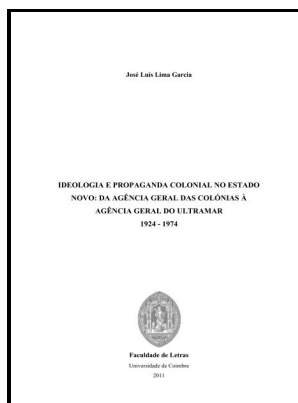 José Luís Lima Garcia
IDEOLOGIA E PROPAGANDA COLONIAL NO ESTADO
NOVO: DA AGÊNCIA GERAL DAS COLÓNIAS À
AGÊNCIA GERAL DO ULTRAMAR
1924 - 1974
Faculdade de Letras
Universidade de Coimbra
2011